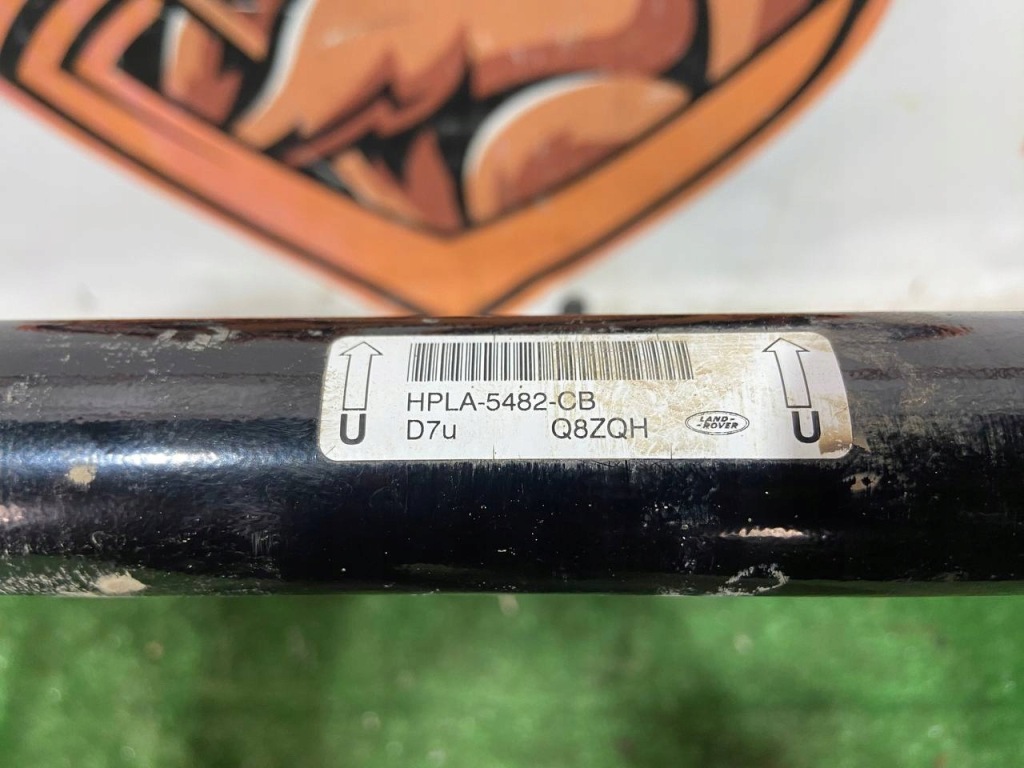 HPLA-5482-CB
D7u Q8ZQH
LAND-
-ROVER
U U